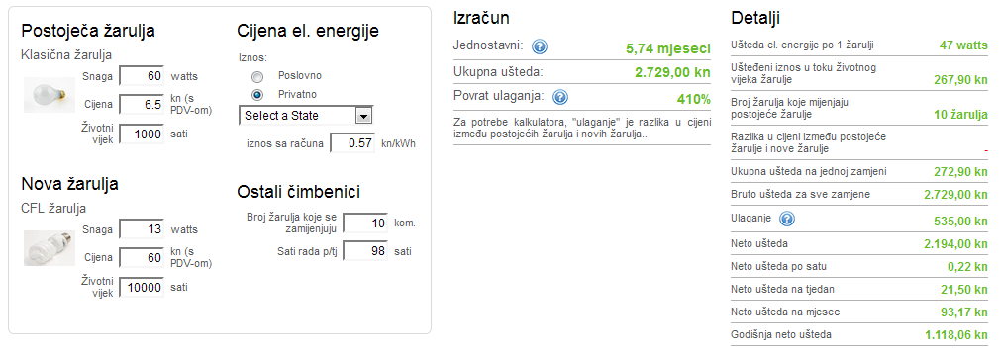 Postojeća žarulja
Klasična žarulja
Snaga 60 watts
Cijena 6.5 kn (s
PDV-om)
Životni
vijek 1000 sati
Nova žarulja
CFL žarulja
Snaga 13 watts
Cijena 60 kn (s
PDV-om)
Životni
vijek 10000 sati
Cijena el. energije
Iznos:
Poslovno
Privatno
Select a State
iznos sa računa 0.57 kn/kWh
Ostali čimbenici
Broj žarulja koje se
zamijenjuju 10 kom.
Sati rada p/tj 98 sati
Izračun
Jednostavni: ? 5,74 mjeseci
Ukupna ušteda: 2.729,00 kn
Povrat ulaganja: ? 410%
Za potrebe kalkulatora, "ulaganje" je razlika u cijeni
između postojećih žarulja i novih žarulja..
Detalji
Ušteda el. energije po 1 žarulji 47 watts
Ušteđeni iznos u toku životnog
vijeka žarulje 267,90 kn
Broj žarulja koje mijenjaju
postojeće žarulje 10 žarulja
Razlika u cijeni između postojeće
žarulje i nove žarulje -
Ukupna ušteda na jednoj zamjeni 272,90 kn
Bruto ušteda za sve zamjene 2.729,00 kn
Ulaganje ? 535,00 kn
Neto ušteda 2.194,00 kn
Neto ušteda po satu 0,22 kn
Neto ušteda na tjedan 21,50 kn
Neto ušteda na mjesec 93,17 kn
Godišnja neto ušteda 1.118,06 kn